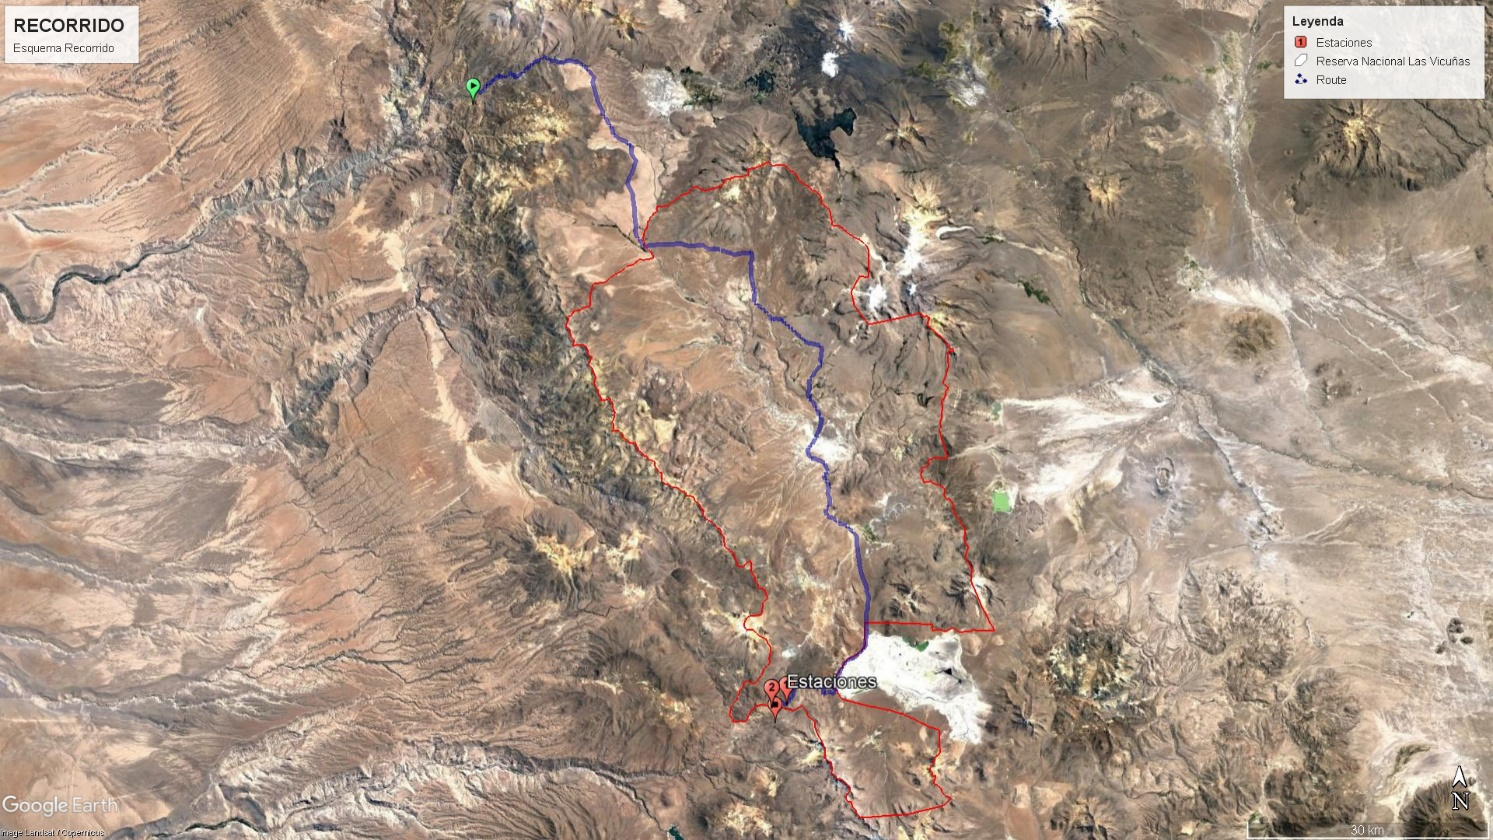 RECORRIDO
Esquema Recorrido
Leyenda
1 Estaciones
Reserva Nacional Las Vicuñas
Route
2 Estaciones
Google Earth
Image Landsat / Copernicus
N
30 km